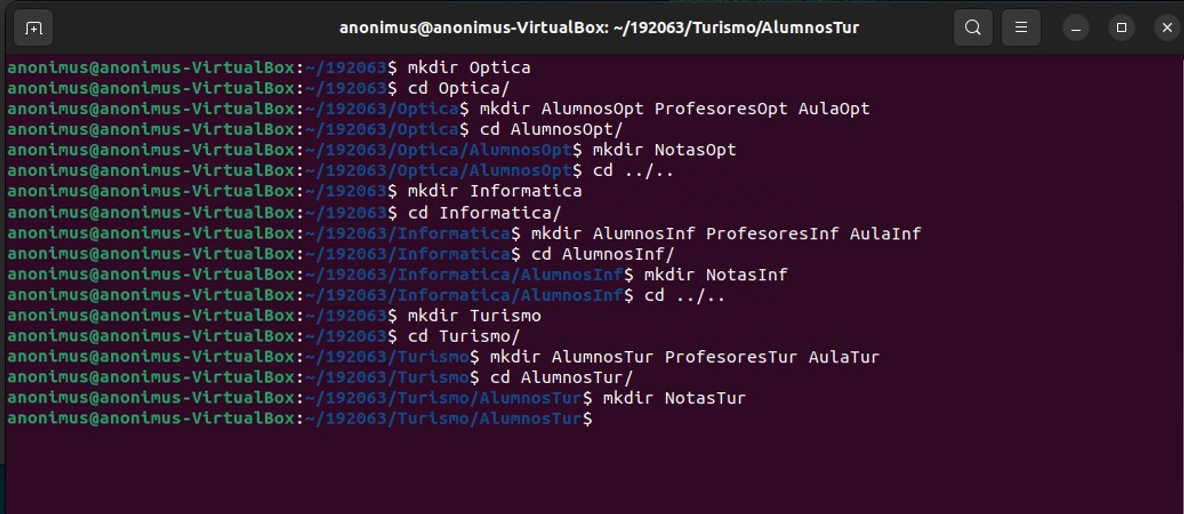 anonimus@anonimus-VirtualBox: ~/192063/Turismo/AlumnosTur
anonimus@anonimus-VirtualBox:~/192063$ mkdir Optica
anonimus@anonimus-VirtualBox:~/192063$ cd Optica/
anonimus@anonimus-VirtualBox:~/192063/Optica$ mkdir AlumnosOpt ProfesoresOpt AulaOpt
anonimus@anonimus-VirtualBox:~/192063/Optica$ cd AlumnosOpt/
anonimus@anonimus-VirtualBox:~/192063/Optica/AlumnosOpt$ mkdir NotasOpt
anonimus@anonimus-VirtualBox:~/192063/Optica/AlumnosOpt$ cd ../..
anonimus@anonimus-VirtualBox:~/192063$ mkdir Informatica
anonimus@anonimus-VirtualBox:~/192063$ cd Informatica/
anonimus@anonimus-VirtualBox:~/192063/Informatica$ mkdir AlumnosInf ProfesoresInf AulaInf
anonimus@anonimus-VirtualBox:~/192063/Informatica$ cd AlumnosInf/
anonimus@anonimus-VirtualBox:~/192063/Informatica/AlumnosInf$ mkdir NotasInf
anonimus@anonimus-VirtualBox:~/192063/Informatica/AlumnosInf$ cd ../..
anonimus@anonimus-VirtualBox:~/192063$ mkdir Turismo
anonimus@anonimus-VirtualBox:~/192063$ cd Turismo/
anonimus@anonimus-VirtualBox:~/192063/Turismo$ mkdir AlumnosTur ProfesoresTur AulaTur
anonimus@anonimus-VirtualBox:~/192063/Turismo$ cd AlumnosTur/
anonimus@anonimus-VirtualBox:~/192063/Turismo/AlumnosTur$ mkdir NotasTur
anonimus@anonimus-VirtualBox:~/192063/Turismo/AlumnosTur$